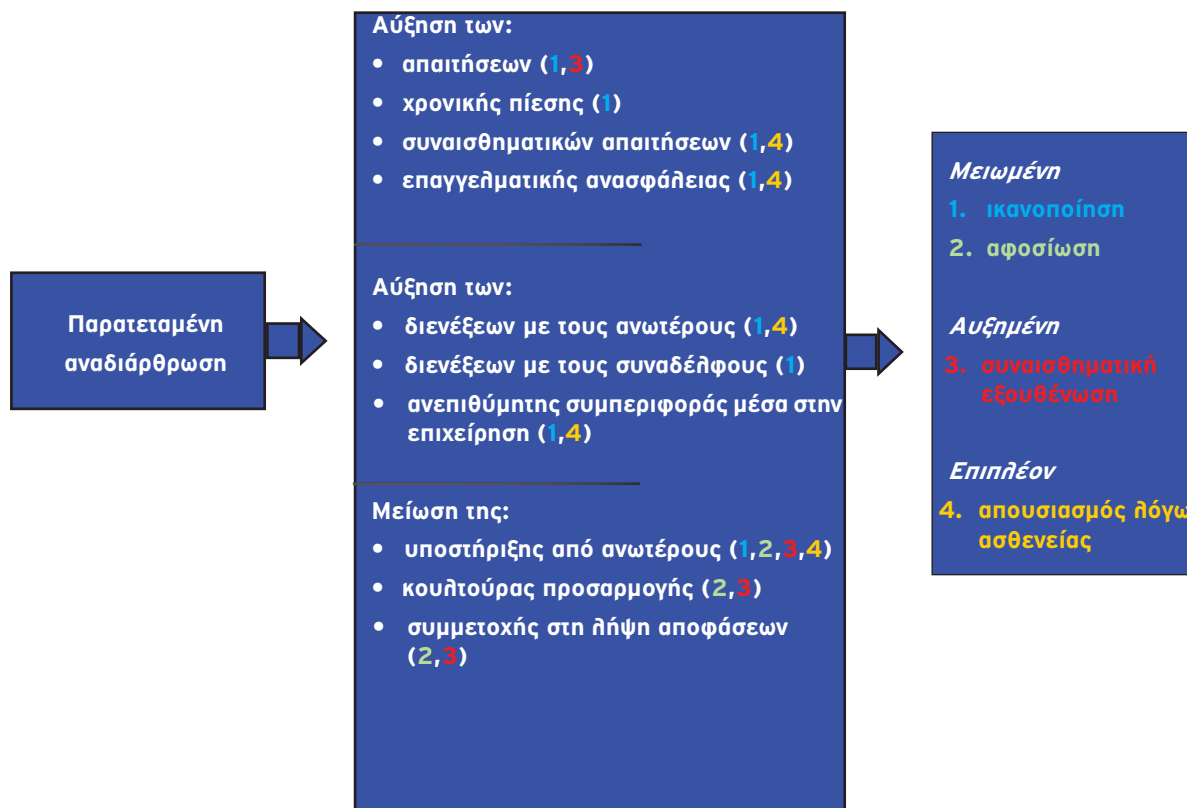 Παρατεταμένη
αναδιάρθρωση
Αύξηση των:
• απαιτήσεων (1,3)
• χρονικής πίεσης (1)
• συναισθηματικών απαιτήσεων (1,4)
• επαγγελματικής ανασφάλειας (1,4)
Αύξηση των:
• διενέξεων με τους ανωτέρους (1,4)
• διενέξεων με τους συναδέλφους (1)
• ανεπιθύμητης συμπεριφοράς μέσα στην
επιχείρηση (1,4)
Μείωση της:
• υποστήριξης από ανωτέρους (1,2,3,4)
• κουλτούρας προσαρμογής (2,3)
• συμμετοχής στη λήψη αποφάσεων
(2,3)
Μειωμένη
1. ικανοποίηση
2. αφοσίωση
Αυξημένη
3. συναισθηματική
εξουθένωση
Επιπλέον
4. απουσιασμός λόγω
ασθενείας